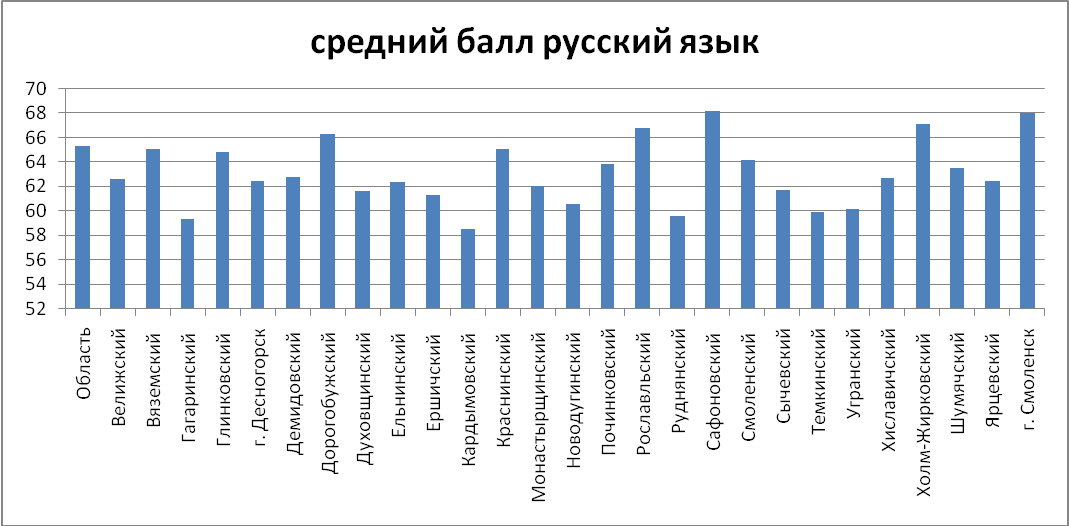 средний балл русский язык
70
68
66
64
62
60
58
56
54
52
Область
Велижский
Вяземский
Гагаринский
Глинковский
г. Десногорск
Демидовский
Дорогобужский
Духовщинский
Ельнинский
Ершичский
Кардымовский
Краснинский
Монастырщинский
Новодугинский
Починковский
Рославльский
Руднянский
Сафоновский
Смоленский
Сычевский
Темкинский
Угранский
Хиславичский
Холм-Жирковский
Шумячский
Ярцевский
г. Смоленск